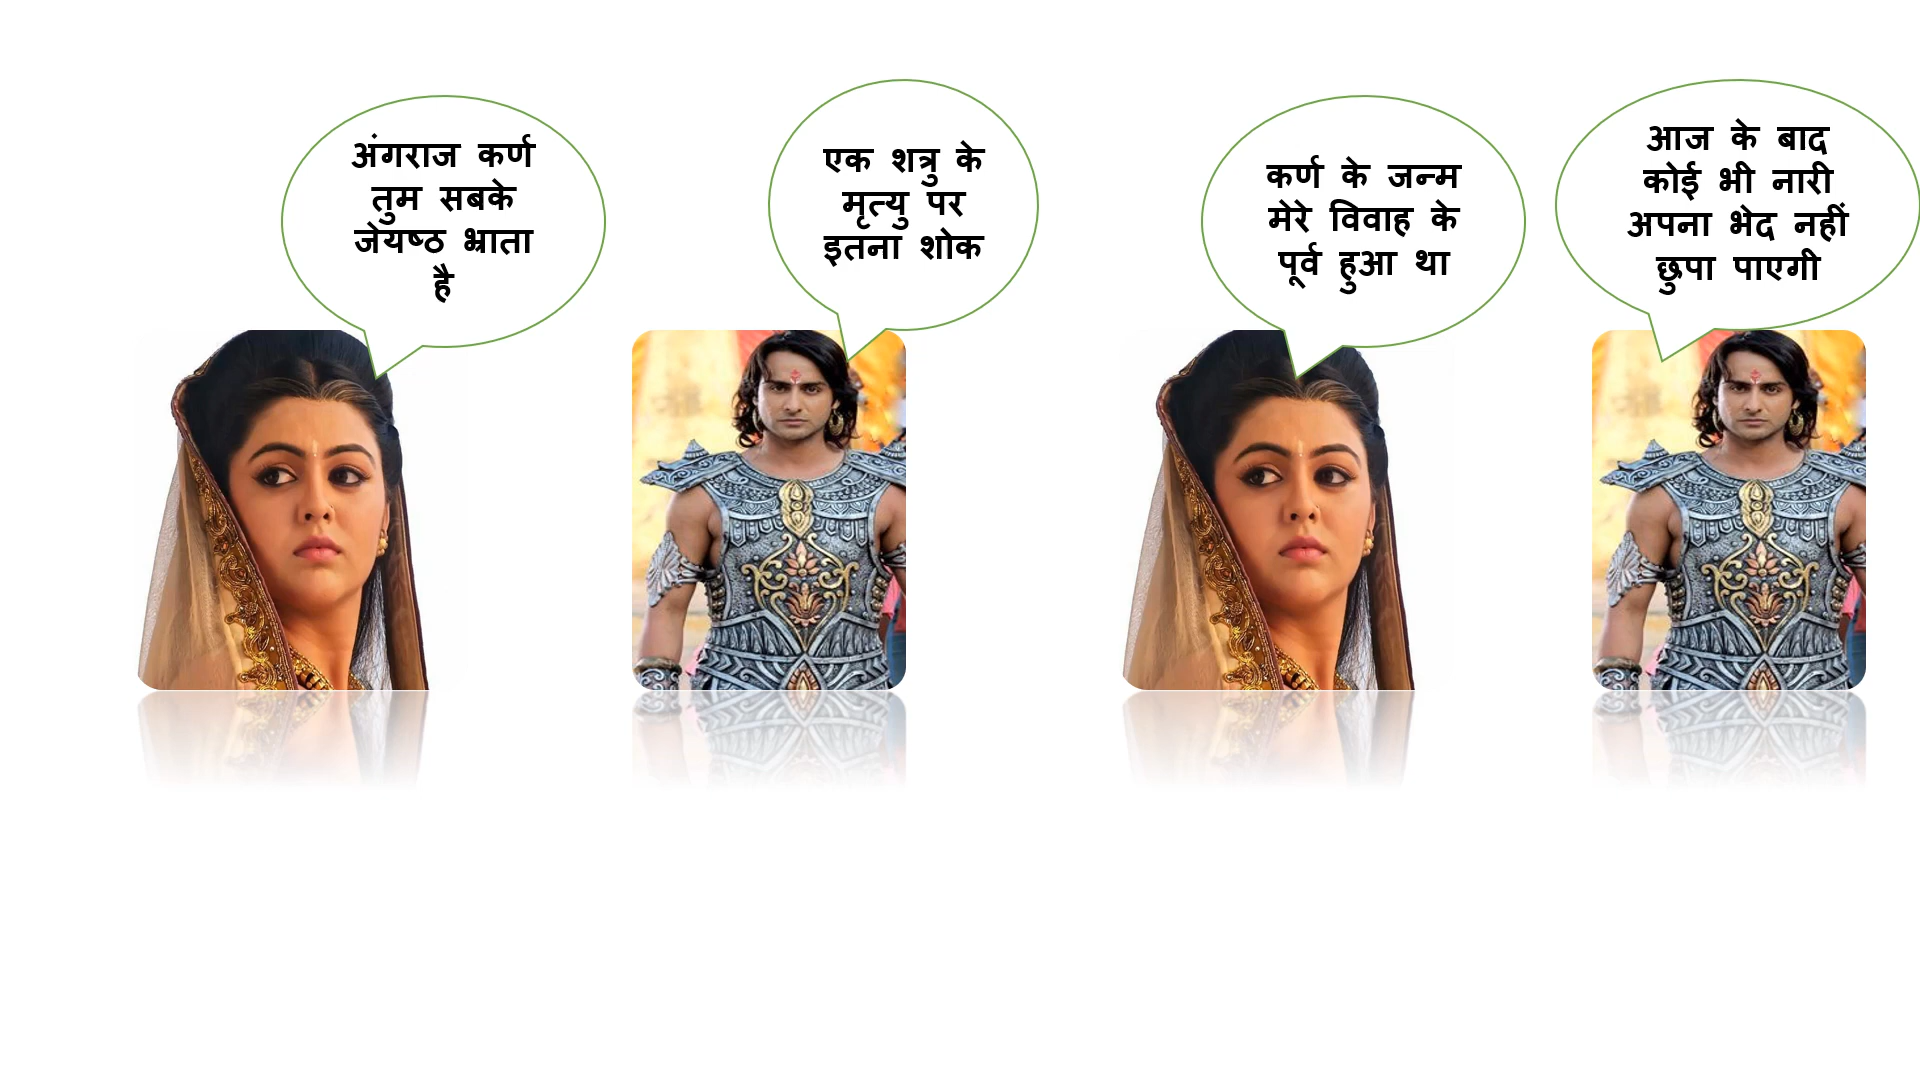 अंगराज कर्ण
तुम सबके
जेयष्ठ भ्राता
है
एक शत्रु के
मृत्यु पर
इतना शोक
कर्ण के जन्म
मेरे विवाह के
पूर्व हुआ था
आज के बाद
कोई भी नारी
अपना भेद नहीं
छुपा पाएगी